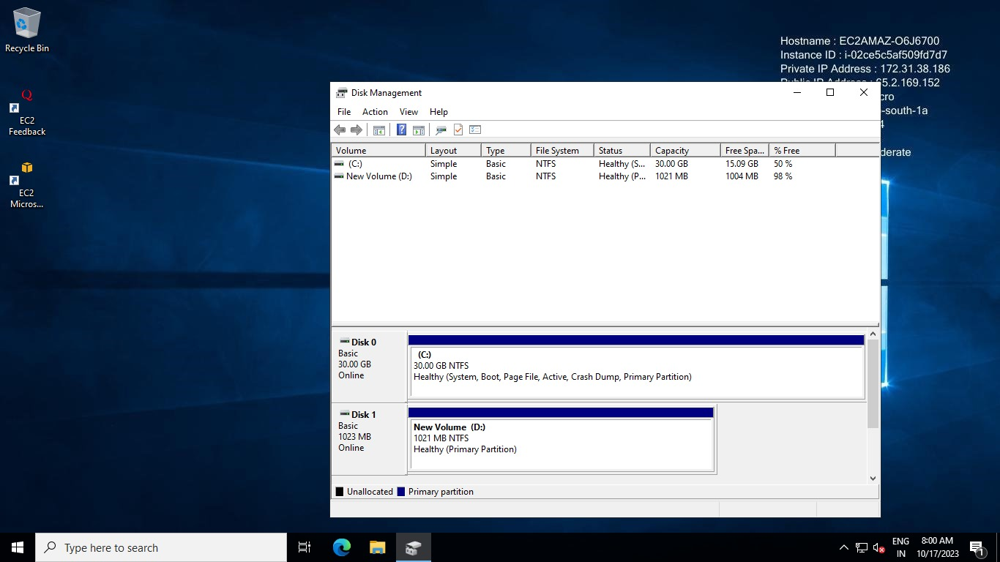 Recycle Bin
EC2
Feedback
EC2
Micros...
Hostname : EC2AMAZ-O6J6700
Instance ID : i-02ce5c5af509fd7d7
Private IP Address : 172.31.38.186
Public IP Address : 65.2.169.152
cro
-south-1a
4
derate
Disk Management
File Action View Help
Volume Layout Type File System Status Capacity Free Spa... % Free
(C:) Simple Basic NTFS Healthy (S... 30.00 GB 15.09 GB 50 %
New Volume (D:) Simple Basic NTFS Healthy (P... 1021 MB 1004 MB 98 %
Disk 0
Basic
30.00 GB
Online
(C:)
30.00 GB NTFS
Healthy (System, Boot, Page File, Active, Crash Dump, Primary Partition)
Disk 1
Basic
1023 MB
Online
New Volume (D:)
1021 MB NTFS
Healthy (Primary Partition)
Unallocated Primary partition
Type here to search
ENG
IN
8:00 AM
10/17/2023
1